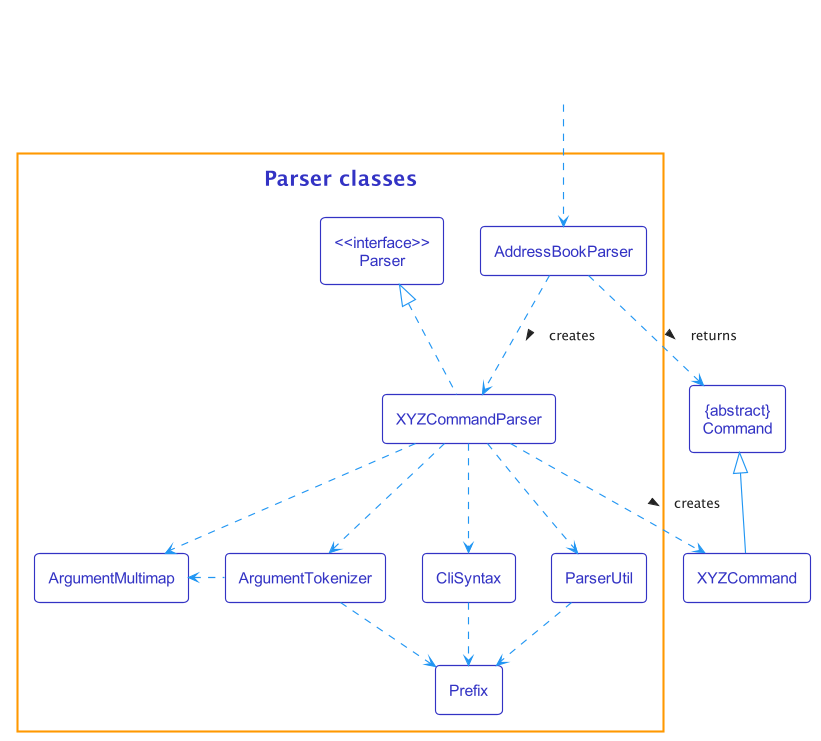 Parser classes
<<interface>>
Parser
AddressBookParser
creates
returns
{abstract}
Command
XYZCommandParser
creates
ArgumentMultimap
ArgumentTokenizer
CliSyntax
ParserUtil
XYZCommand
Prefix